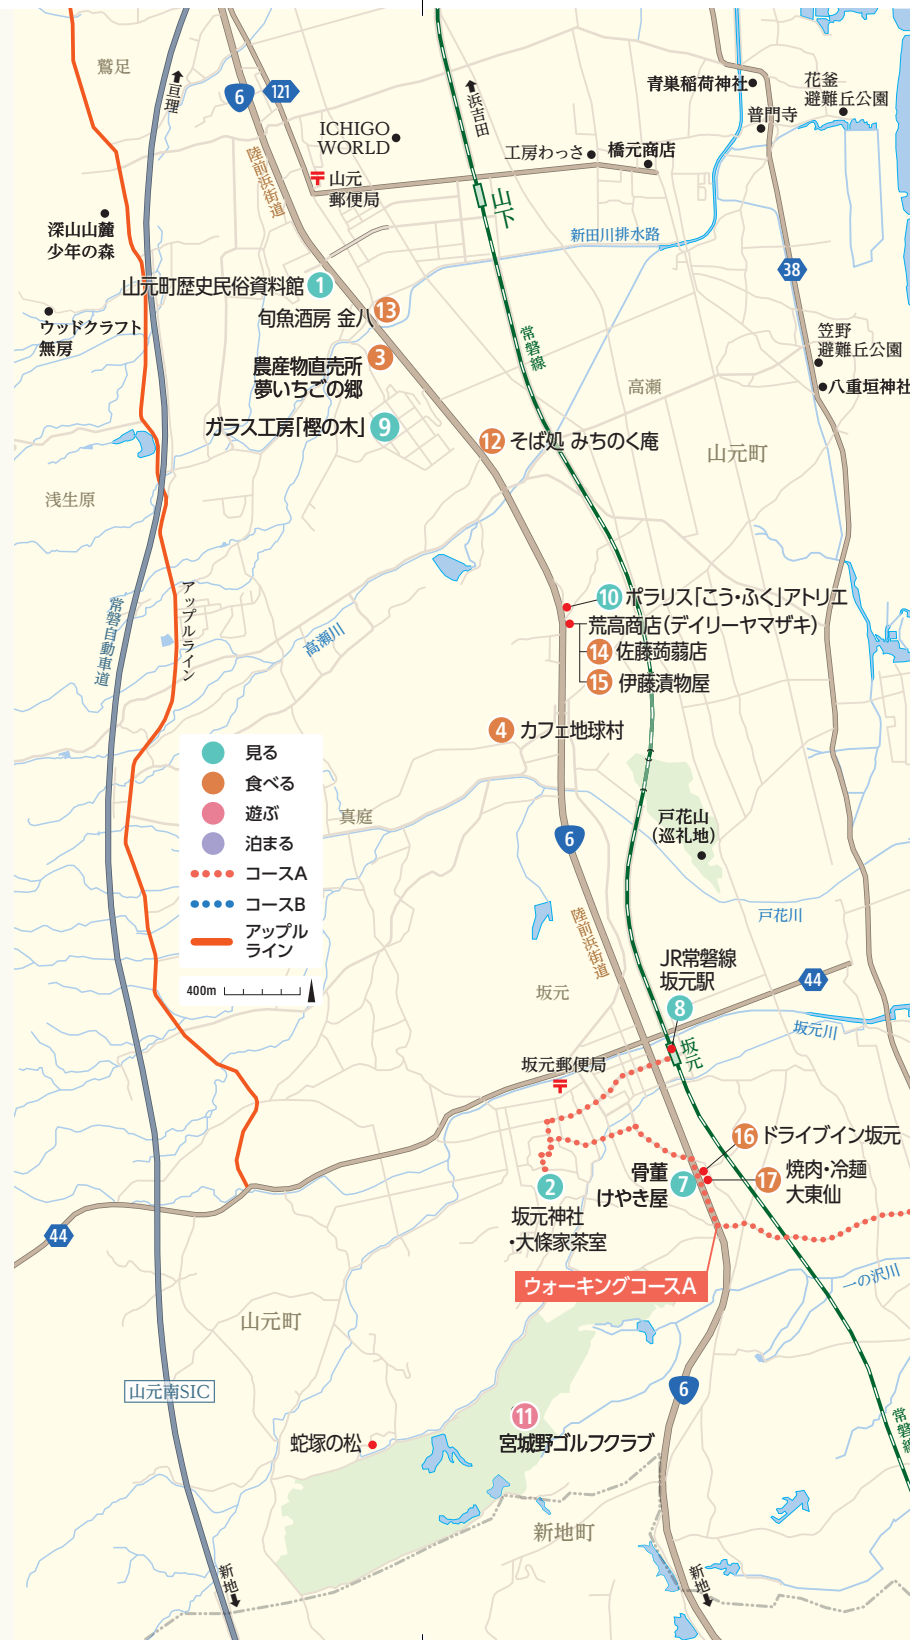 鷲足
亘理
6
121
ICHIGO
WORLD
浜吉田
青巣稲荷神社
花釜
避難丘公園
普門寺
工房わっさ
橋元商店
陸前浜街道
山元
郵便局
山下
深山山麓
少年の森
新田川排水路
38
山元町歴史民俗資料館
1
旬魚酒房 金八
13
ウッドクラフト
無房
常磐線
笠野
避難丘公園
農産物直売所
夢いちごの郷
3
高瀬
八重垣神社
ガラス工房「樫の木」
9
12
そば処 みちのく庵
山元町
浅生原
アップルライン
常磐自動車道
高瀬川
10
ポラリス「こう・ふく」アトリエ
荒高商店(デイリーヤマザキ)
14
佐藤蒟蒻店
15
伊藤漬物屋
4
カフェ地球村
見る
食べる
遊ぶ
泊まる
コースA
コースB
アップル
ライン
400m
真庭
戸花山
(巡礼地)
6
戸花川
陸前浜街道
JR常磐線
坂元駅
8
44
坂元
坂元川
坂元郵便局
坂元
16
ドライブイン坂元
骨董
けやき屋
7
17
焼肉・冷麺
大東仙
2
坂元神社
・大條家茶室
44
ウォーキングコースA
一の沢川
山元町
山元南SIC
6
11
宮城野ゴルフクラブ
常磐線
蛇塚の松
新地町
新地
新地